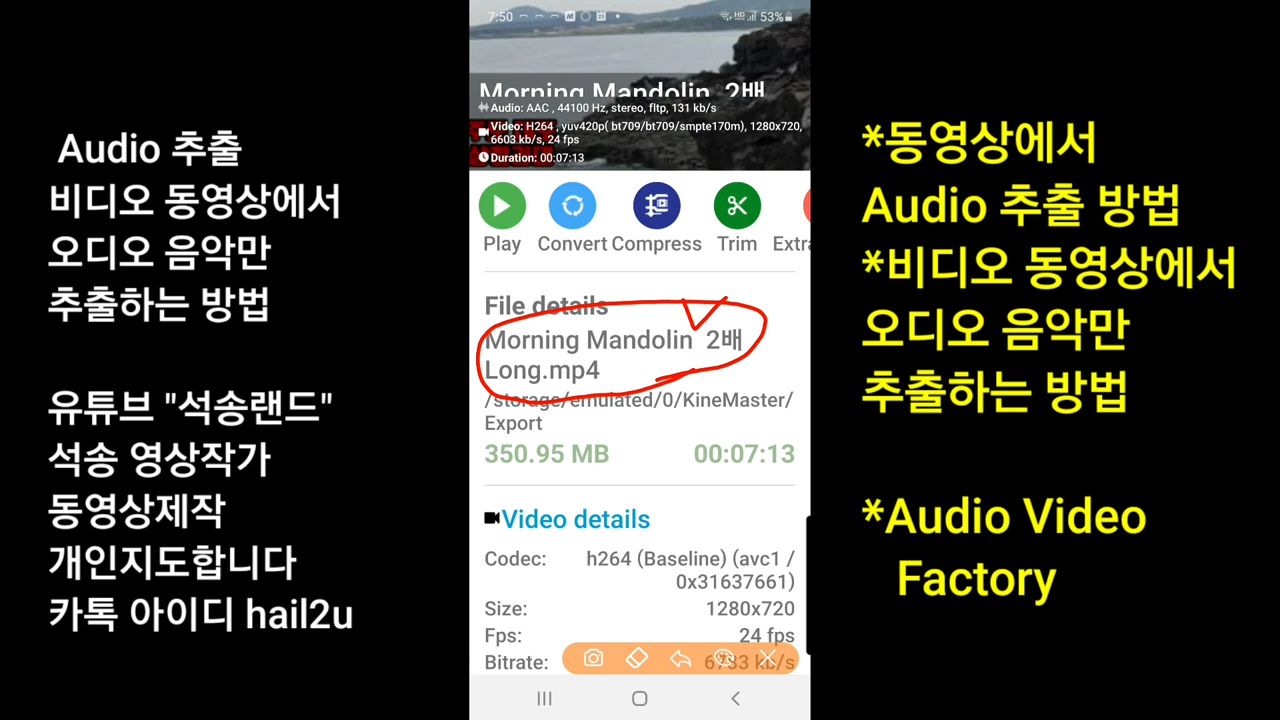 Audio 추출
비디오 동영상에서
오디오 음악만
추출하는 방법
유튜브 "석송랜드"
석송 영상작가
동영상제작
개인지도합니다
카톡 아이디 hail2u
7:50
HD
53%
Morning Mandolin 2배
Audio: AAC , 44100 Hz, stereo, fltp, 131 kb/s
Video: H264 , yuv420p( bt709/bt709/smpte170m), 1280x720,
6603 kb/s, 24 fps
Duration: 00:07:13
Play Convert Compress Trim Extra
File details
Morning Mandolin 2배
Long.mp4
/storage/emulated/0/KineMaster/
Export
350.95 MB 00:07:13
Video details
Codec: h264 (Baseline) (avc1 /
0x31637661)
Size: 1280x720
Fps: 24 fps
Bitrate: 6733 kb/s
*동영상에서
Audio 추출 방법
*비디오 동영상에서
오디오 음악만
추출하는 방법
*Audio Video
Factory